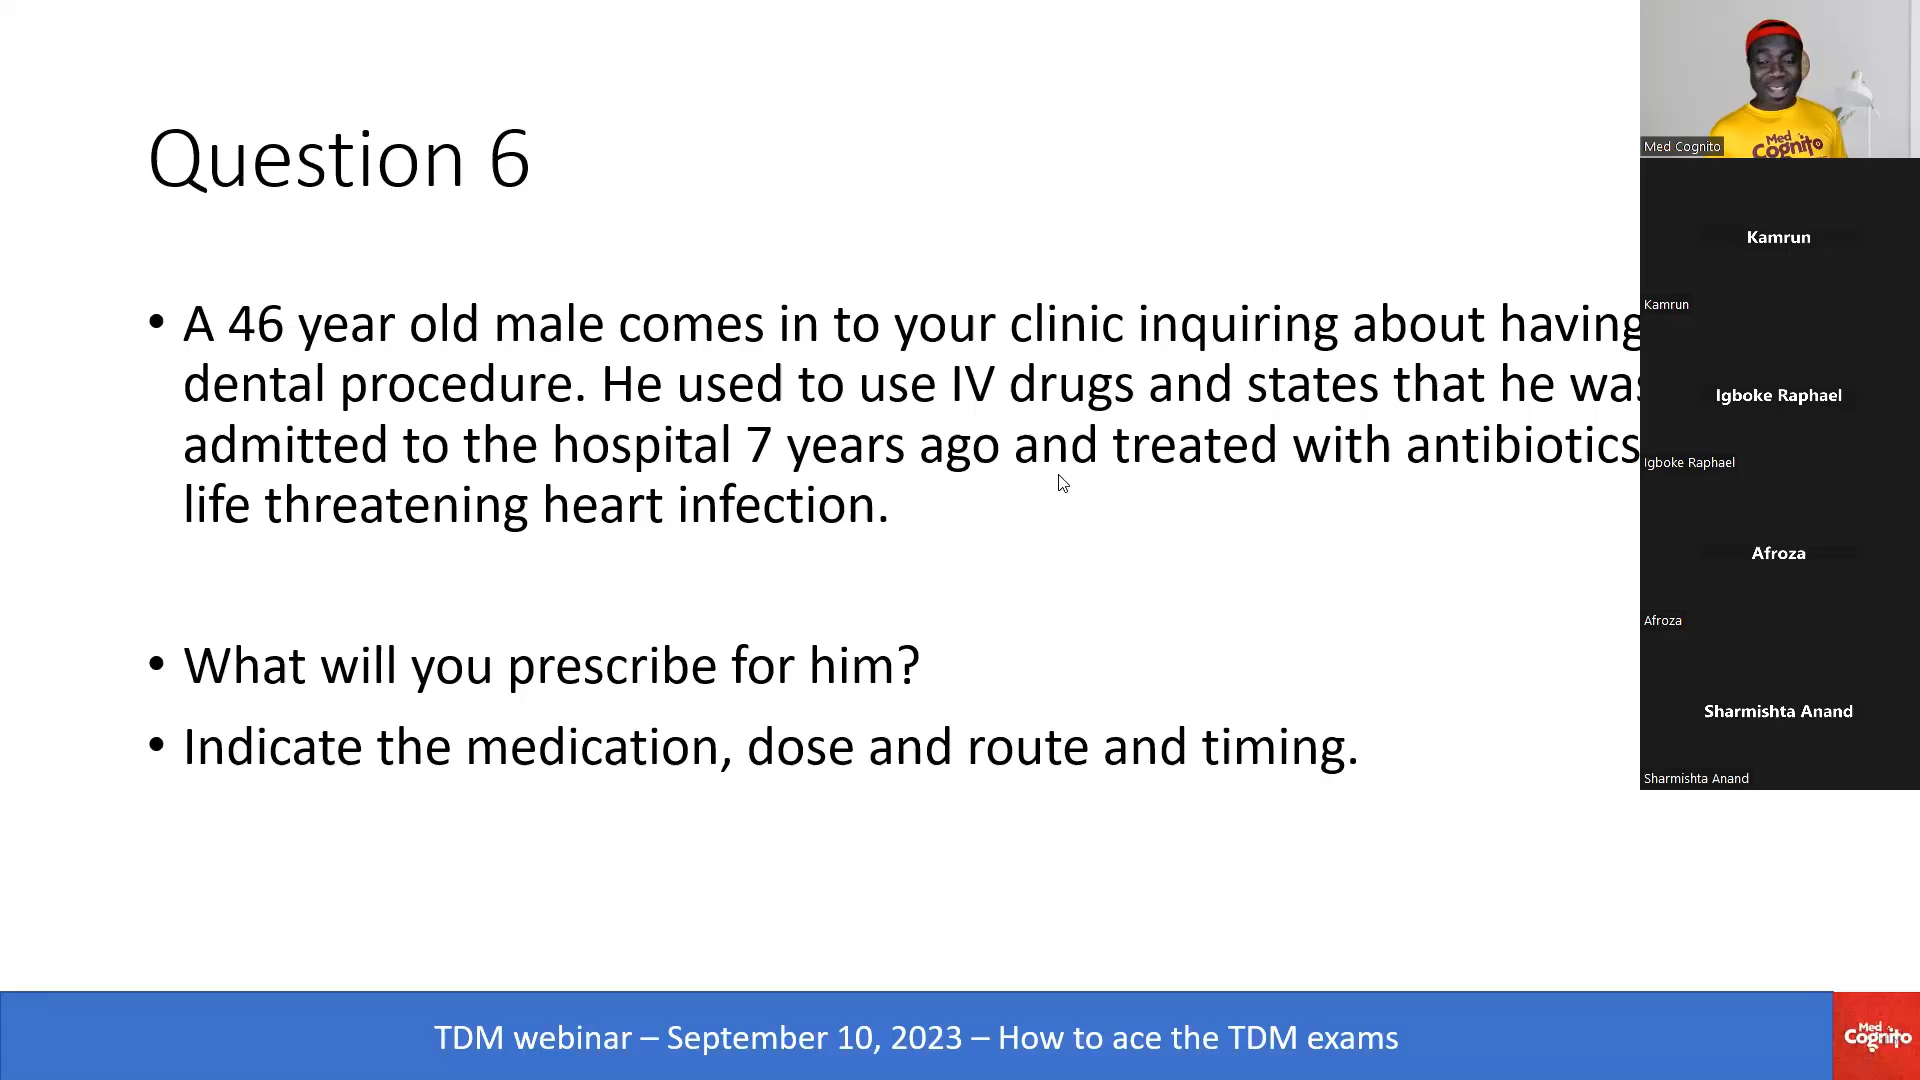 Question 6
• A 46 year old male comes in to your clinic inquiring about having
dental procedure. He used to use IV drugs and states that he was
admitted to the hospital 7 years ago and treated with antibiotics
life threatening heart infection.
• What will you prescribe for him?
• Indicate the medication, dose and route and timing.
TDM webinar – September 10, 2023 – How to ace the TDM exams
Med
Cognito
Med
Cognito
Med Cognito
Kamrun
Kamrun
Igboke Raphael
Igboke Raphael
Afroza
Afroza
Sharmishta Anand
Sharmishta Anand